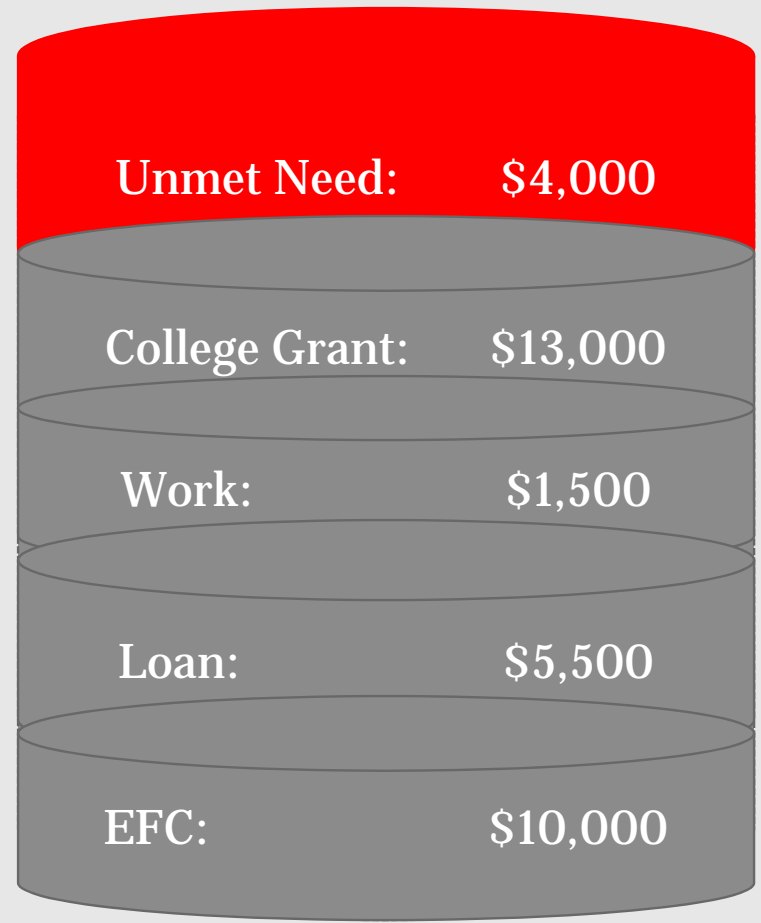 Unmet Need: $4,000
College Grant: $13,000
Work: $1,500
Loan: $5,500
EFC: $10,000